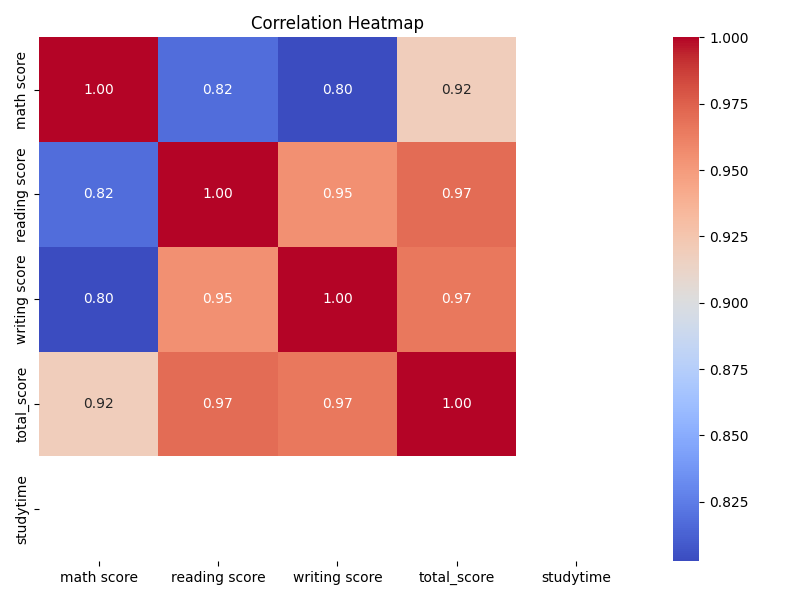 Correlation Heatmap
math score
1.00 0.82 0.80 0.92
reading score
0.82 1.00 0.95 0.97
writing score
0.80 0.95 1.00 0.97
total_score
0.92 0.97 0.97 1.00
studytime
math score reading score writing score total_score studytime
1.000
0.975
0.950
0.925
0.900
0.875
0.850
0.825